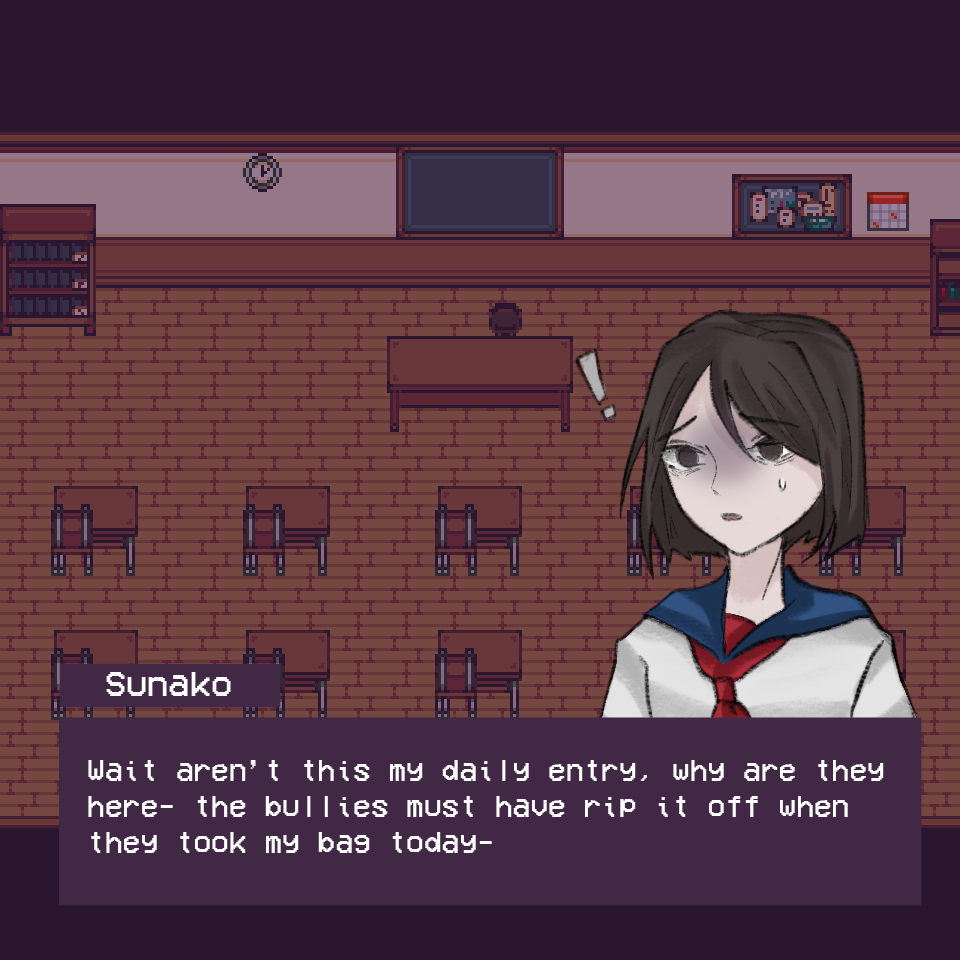 Sunako
Wait aren't this my daily entry, why are they
here- the bullies must have rip it off when
they took my bag today-